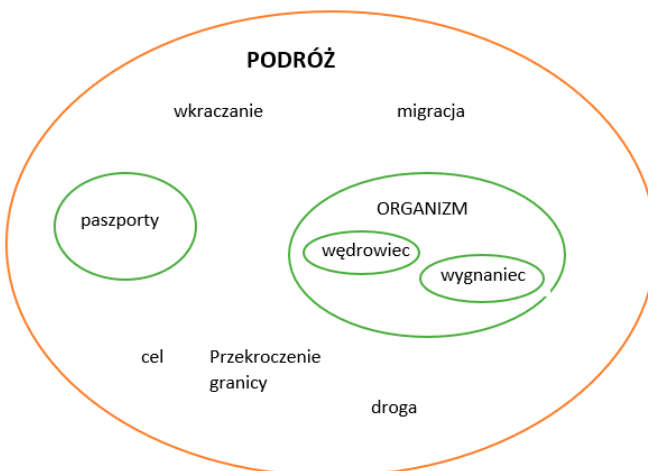 PODRÓŻ
wkraczanie
migracja
paszporty
ORGANIZM
wędrowiec
wygnaniec
cel
Przekroczenie
granicy
droga